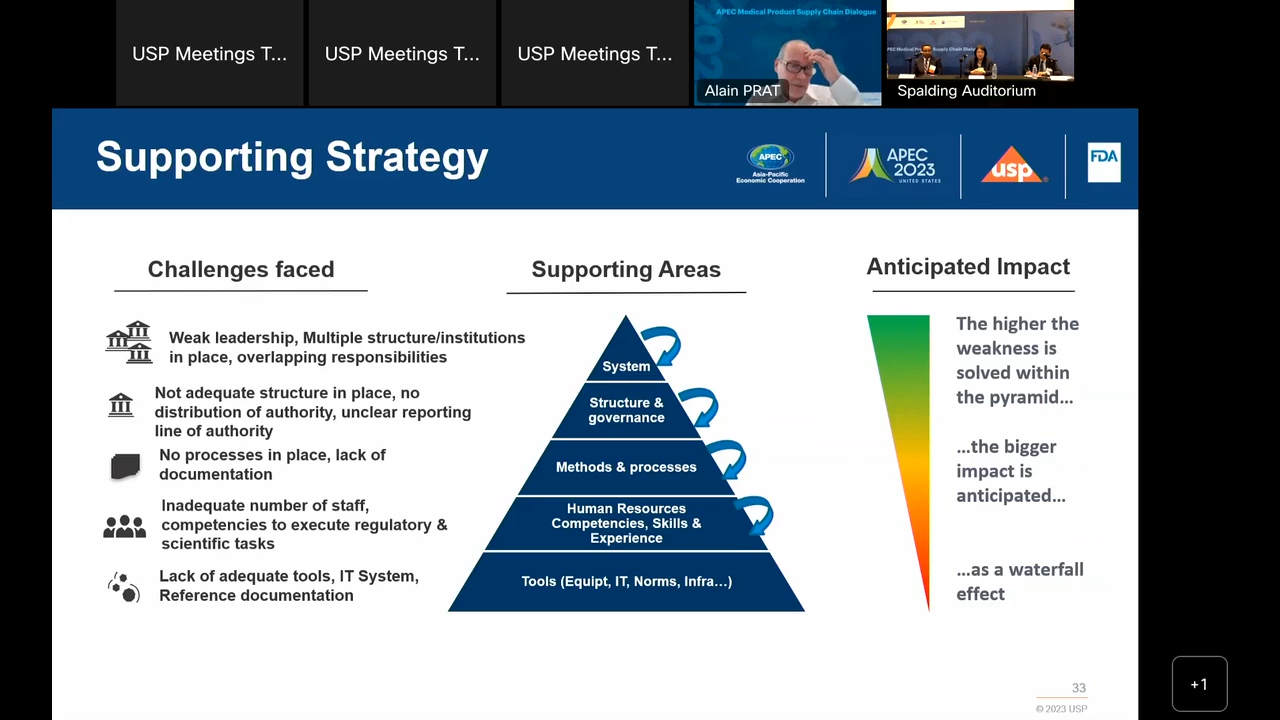 USP Meetings T...
USP Meetings T...
USP Meetings T...
APEC Medical Product Supply Chain Dialogue
Alain PRAT
APEC Medical Product Supply Chain Dialogue
Spalding Auditorium
Supporting Strategy
APEC
Asia-Pacific
Economic Cooperation
APEC
2023
UNITED STATES
usp
FDA
Challenges faced
Supporting Areas
Anticipated Impact
Weak leadership, Multiple structure/institutions
in place, overlapping responsibilities
Not adequate structure in place, no
distribution of authority, unclear reporting
line of authority
No processes in place, lack of
documentation
Inadequate number of staff,
competencies to execute regulatory &
scientific tasks
Lack of adequate tools, IT System,
Reference documentation
System
Structure &
governance
Methods & processes
Human Resources
Competencies, Skills &
Experience
Tools (Equipt, IT, Norms, Infra…)
The higher the
weakness is
solved within
the pyramid…
…the bigger
impact is
anticipated…
…as a waterfall
effect
33
© 2023 USP
+1